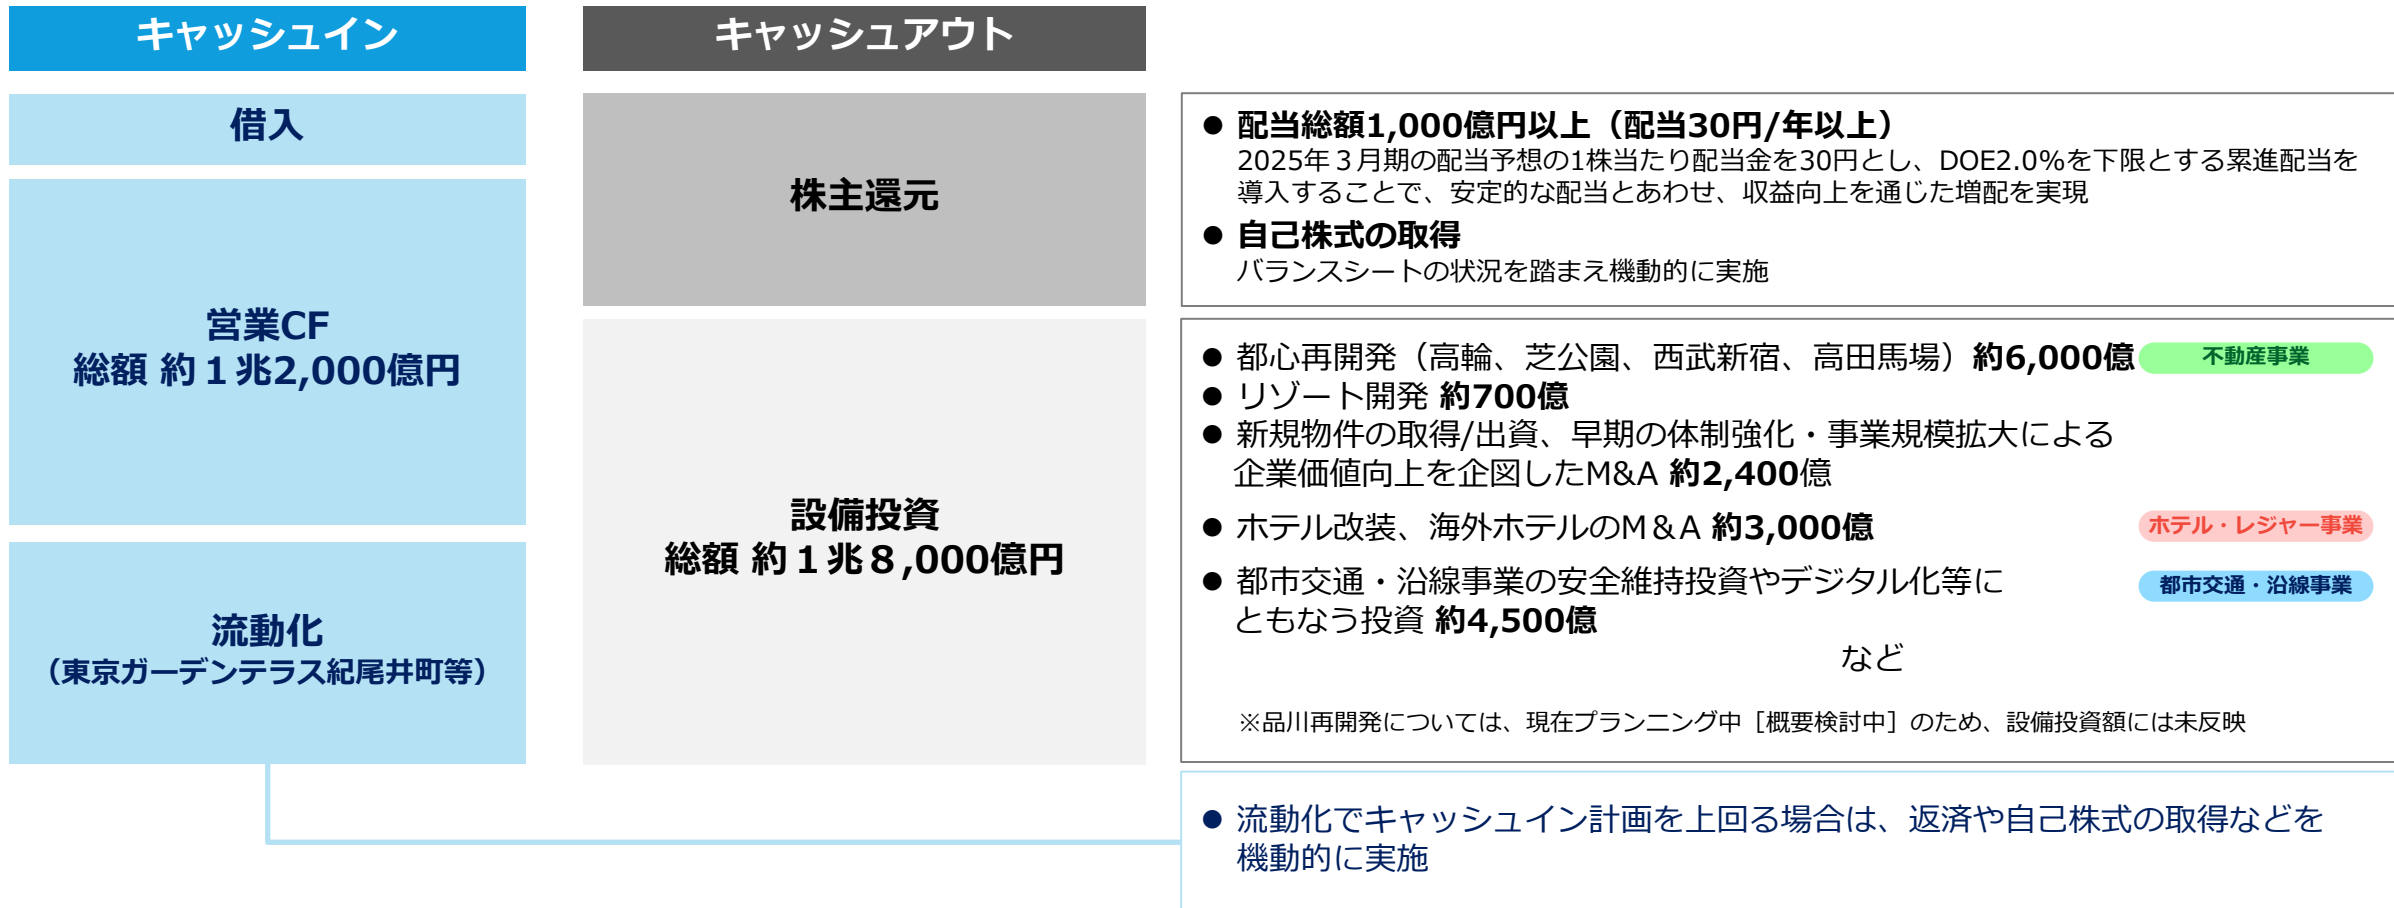 キャッシュイン
キャッシュアウト
借入
営業CF
総額 約１兆2,000億円
流動化
（東京ガーデンテラス紀尾井町等）
株主還元
設備投資
総額 約１兆８,000億円
● 配当総額1,000億円以上（配当30円/年以上）
2025年３月期の配当予想の1株当たり配当金を30円とし、DOE2.0%を下限とする累進配当を
導入することで、安定的な配当とあわせ、収益向上を通じた増配を実現
● 自己株式の取得
バランスシートの状況を踏まえ機動的に実施
● 都心再開発（高輪、芝公園、西武新宿、高田馬場）約6,000億 不動産事業
● リゾート開発 約700億
● 新規物件の取得/出資、早期の体制強化・事業規模拡大による
企業価値向上を企図したM&A 約2,400億
● ホテル改装、海外ホテルのＭ＆Ａ 約3,000億 ホテル・レジャー事業
● 都市交通・沿線事業の安全維持投資やデジタル化等に 都市交通・沿線事業
ともなう投資 約4,500億
など
※品川再開発については、現在プランニング中［概要検討中］のため、設備投資額には未反映
● 流動化でキャッシュイン計画を上回る場合は、返済や自己株式の取得などを
機動的に実施